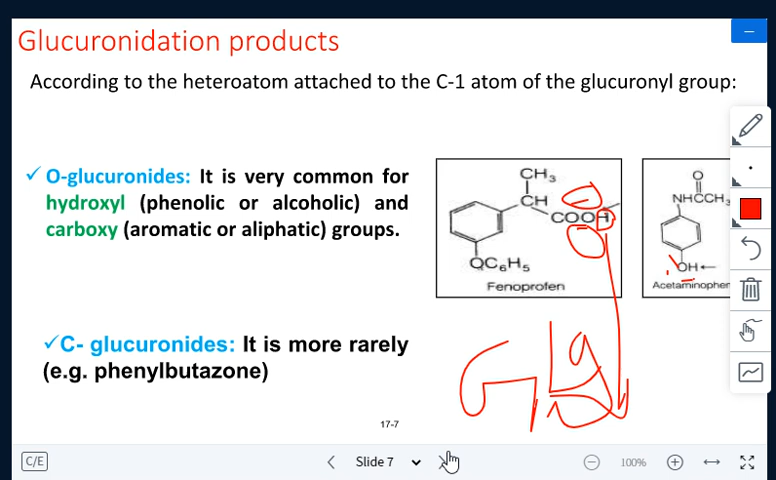 Glucuronidation products
According to the heteroatom attached to the C-1 atom of the glucuronyl group:
✓ O-glucuronides: It is very common for
hydroxyl (phenolic or alcoholic) and
carboxy (aromatic or aliphatic) groups.
CH₃
CH
COOH
OC₆H₅
Fenoprofen
O
NHCCH₃
OH←
Acetaminophen
✓C- glucuronides: It is more rarely
(e.g. phenylbutazone)
17-7
C/E
Slide 7
100%